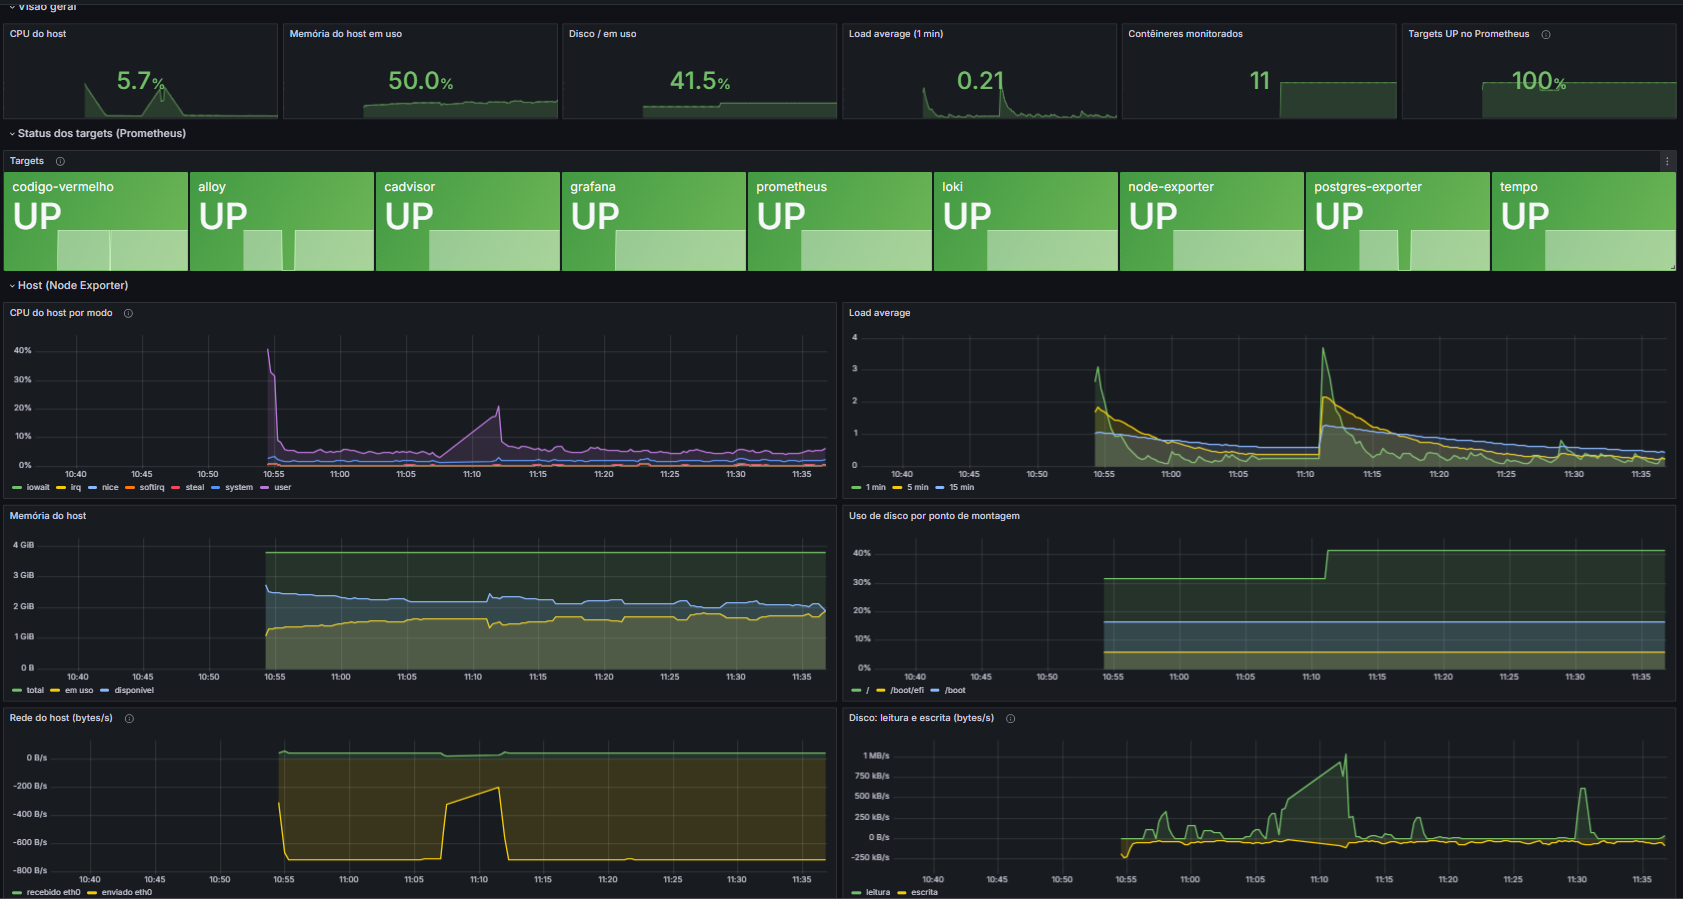 Visão geral
CPU do host
5.7%
Memória do host em uso
50.0%
Disco / em uso
41.5%
Load average (1 min)
0.21
Contêineres monitorados
11
Targets UP no Prometheus
100%
Status dos targets (Prometheus)
Targets
codigo-vermelho
UP
alloy
UP
cadvisor
UP
grafana
UP
prometheus
UP
loki
UP
node-exporter
UP
postgres-exporter
UP
tempo
UP
Host (Node Exporter)
CPU do host por modo
40%
30%
20%
10%
0%
10:40 10:45 10:50 10:55 11:00 11:05 11:10 11:15 11:20 11:25 11:30 11:35
iowait irq nice softirq steal system user
Load average
4
3
2
1
0
10:40 10:45 10:50 10:55 11:00 11:05 11:10 11:15 11:20 11:25 11:30 11:35
1 min 5 min 15 min
Memória do host
4 GiB
3 GiB
2 GiB
1 GiB
0 B
10:40 10:45 10:50 10:55 11:00 11:05 11:10 11:15 11:20 11:25 11:30 11:35
total em uso disponível
Uso de disco por ponto de montagem
40%
30%
20%
10%
0%
10:40 10:45 10:50 10:55 11:00 11:05 11:10 11:15 11:20 11:25 11:30 11:35
/ /boot/efi /boot
Rede do host (bytes/s)
0 B/s
-200 B/s
-400 B/s
-600 B/s
-800 B/s
10:40 10:45 10:50 10:55 11:00 11:05 11:10 11:15 11:20 11:25 11:30 11:35
recebido eth0 enviado eth0
Disco: leitura e escrita (bytes/s)
1 MB/s
750 kB/s
500 kB/s
250 kB/s
0 B/s
-250 kB/s
10:40 10:45 10:50 10:55 11:00 11:05 11:10 11:15 11:20 11:25 11:30 11:35
leitura escrita